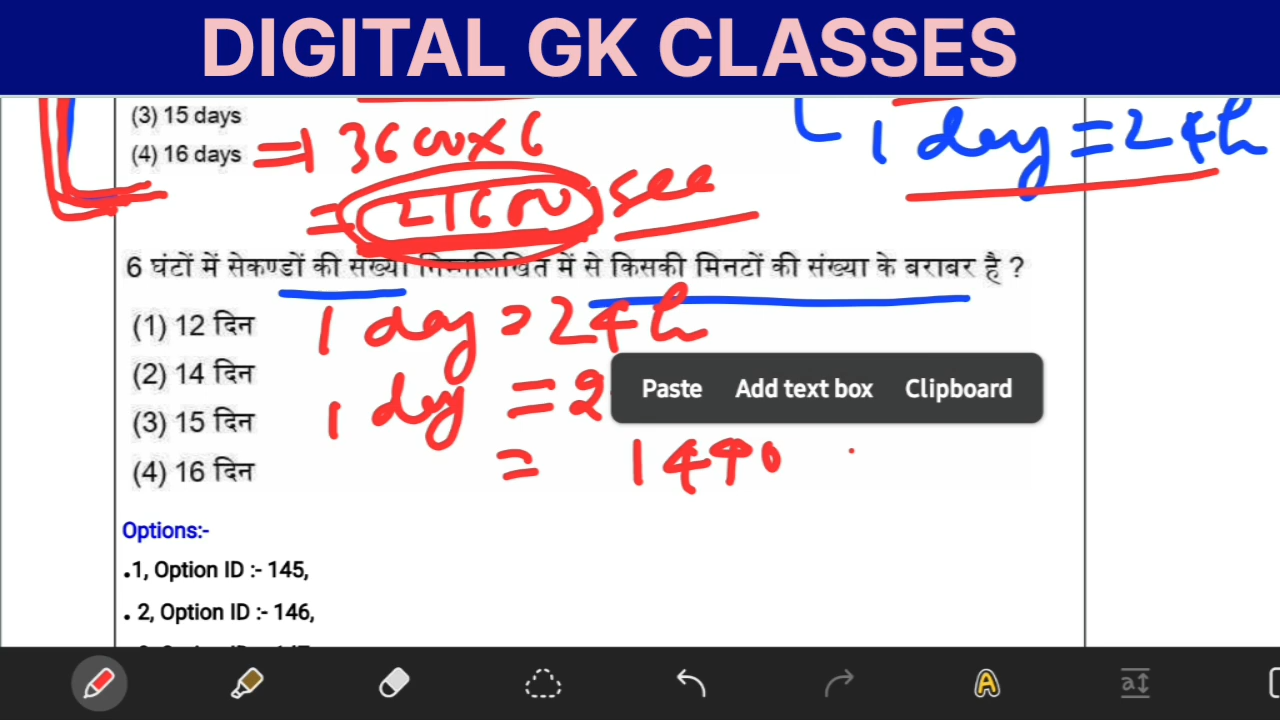 DIGITAL GK CLASSES
(3) 15 days
(4) 16 days
= 3600 x 6
1 day = 24h
= 21600 sec
6 घंटों में सेकण्डों की संख्या निम्नलिखित में से किसकी मिनटों की संख्या के बराबर है ?
(1) 12 दिन
1 day = 24h
(2) 14 दिन
Paste Add text box Clipboard
1 day = 2
(3) 15 दिन
= 1440
(4) 16 दिन
Options:-
.1, Option ID :- 145,
. 2, Option ID :- 146,
A
a